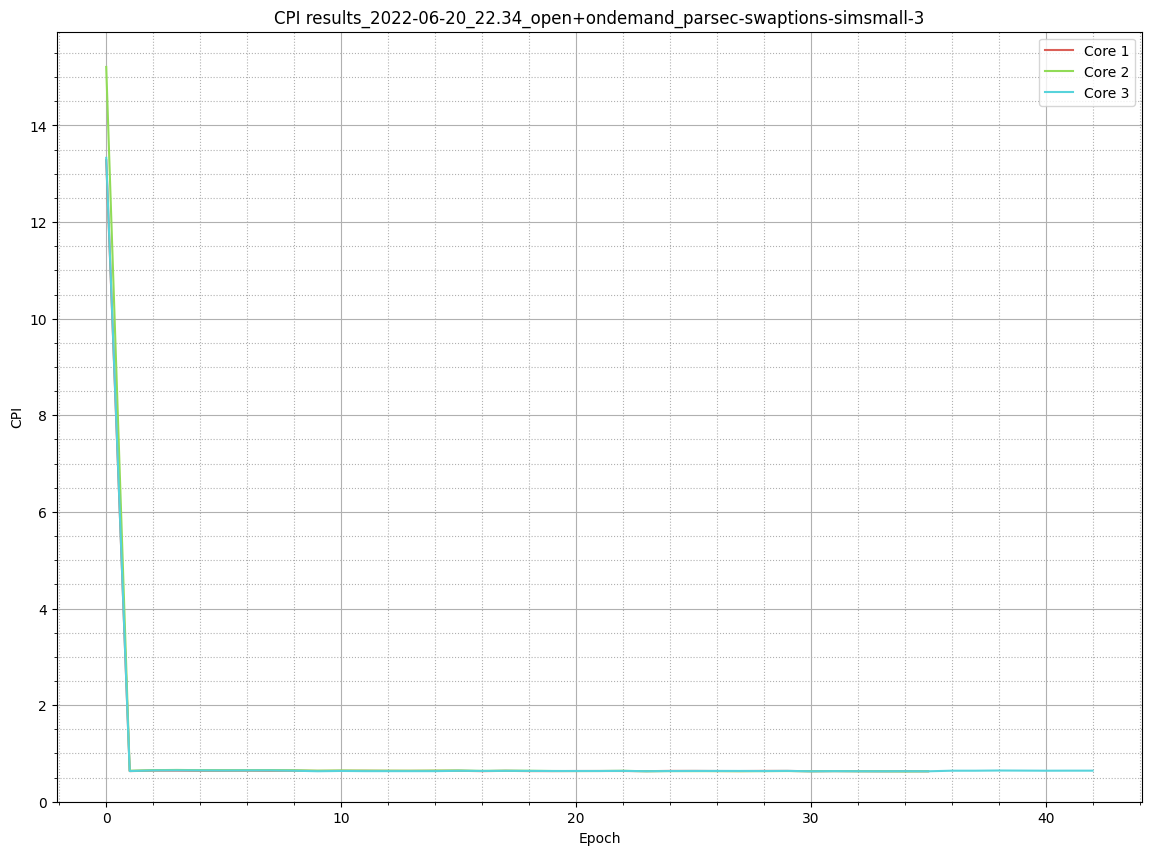 CPI results_2022-06-20_22.34_open+ondemand_parsec-swaptions-simsmall-3
Core 1
Core 2
Core 3
CPI
14
12
10
8
6
4
2
0
0 10 20 30 40
Epoch